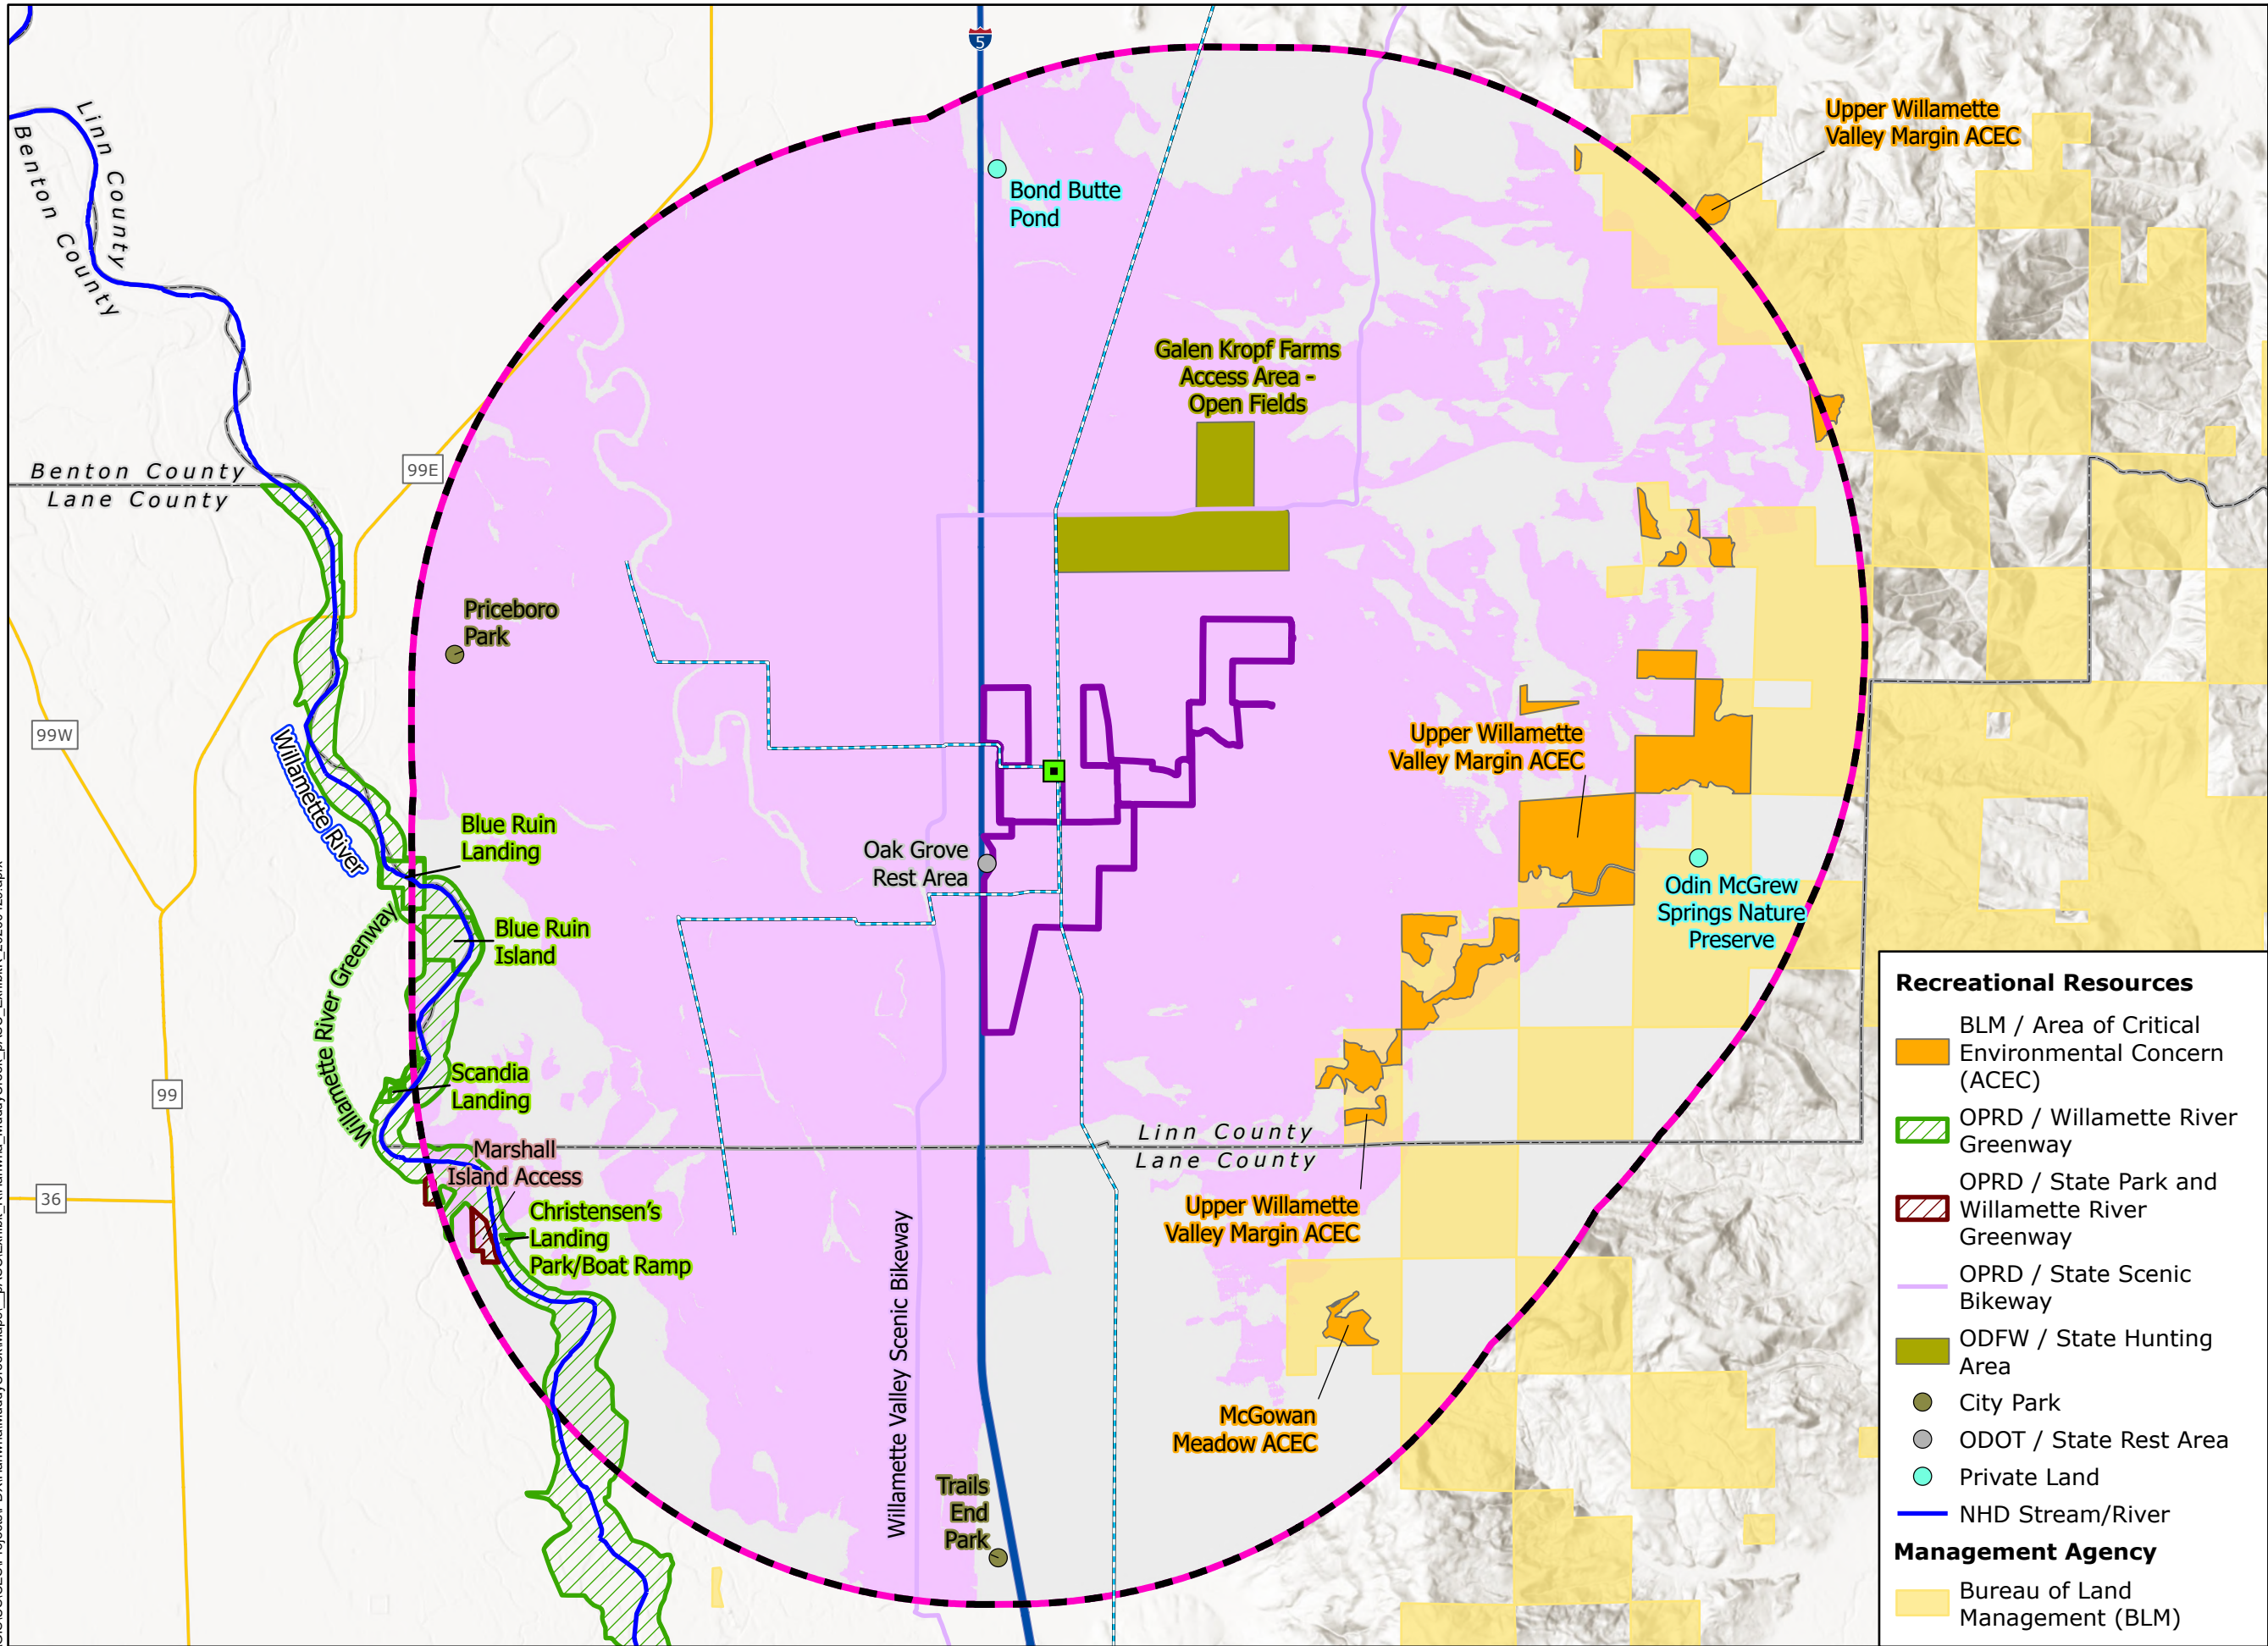 5
Linn County
Benton County
Upper Willamette
Valley Margin ACEC
Bond Butte
Pond
Galen Kropf Farms
Access Area -
Open Fields
Benton County
Lane County
99E
Priceboro
Park
99W
Willamette River
Upper Willamette
Valley Margin ACEC
Blue Ruin
Landing
Oak Grove
Rest Area
Odin McGrew
Springs Nature
Preserve
Blue Ruin
Island
Willamette River Greenway
Scandia
Landing
99
Linn County
Lane County
Marshall
Island Access
36
Christensen's
Landing
Park/Boat Ramp
Upper Willamette
Valley Margin ACEC
Willamette Valley Scenic Bikeway
McGowan
Meadow ACEC
Trails
End
Park
Recreational Resources
BLM / Area of Critical
Environmental Concern
(ACEC)
OPRD / Willamette River
Greenway
OPRD / State Park and
Willamette River
Greenway
OPRD / State Scenic
Bikeway
ODFW / State Hunting
Area
City Park
ODOT / State Rest Area
Private Land
NHD Stream/River
Management Agency
Bureau of Land
Management (BLM)